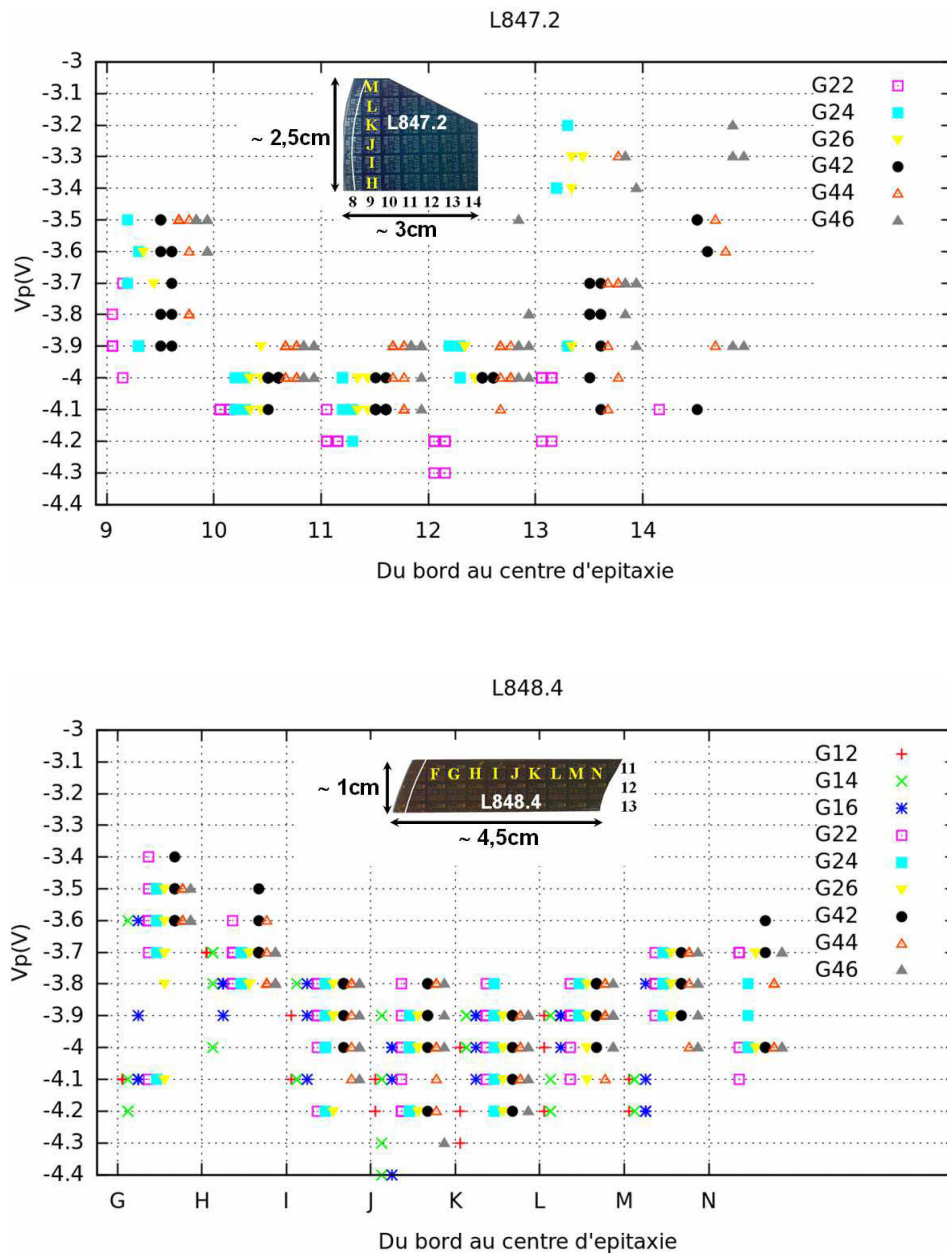 L847.2
-3
-3.1
-3.2
-3.3
-3.4
-3.5
-3.6
-3.7
-3.8
-3.9
-4
-4.1
-4.2
-4.3
-4.4
Vp(V)
9 10 11 12 13 14
Du bord au centre d'epitaxie
~ 2,5cm
M
L
K
J
I
H
L847.2
8 9 10 11 12 13 14
~ 3cm
G22
G24
G26
G42
G44
G46
L848.4
-3
-3.1
-3.2
-3.3
-3.4
-3.5
-3.6
-3.7
-3.8
-3.9
-4
-4.1
-4.2
-4.3
-4.4
Vp(V)
G H I J K L M N
Du bord au centre d'epitaxie
~ 1cm
F G H I J K L M N
L848.4
11
12
13
~ 4,5cm
G12
G14
G16
G22
G24
G26
G42
G44
G46